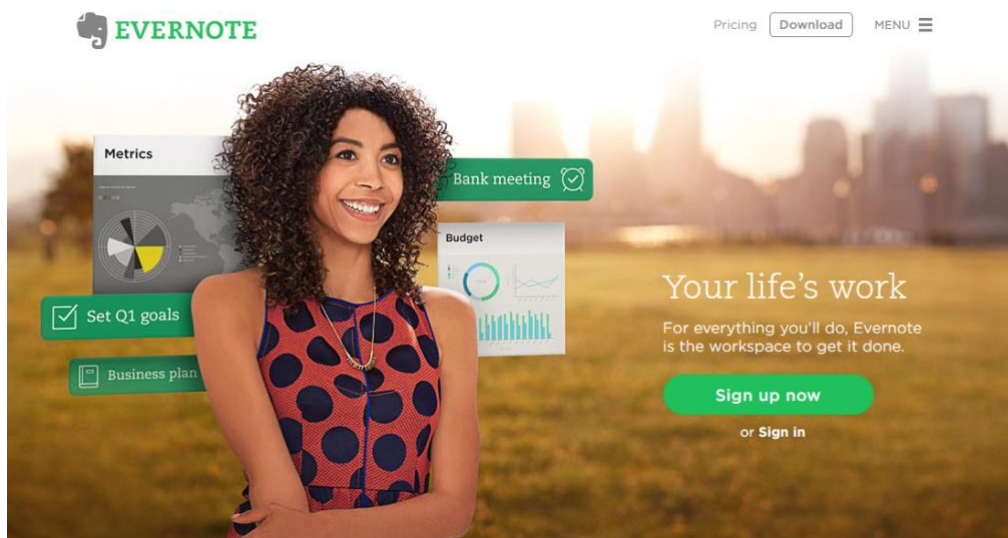 EVERNOTE
Pricing
Download
MENU
Metrics
Bank meeting
Budget
Set Q1 goals
Business plan
Your life's work
For everything you'll do, Evernote
is the workspace to get it done.
Sign up now
or Sign in